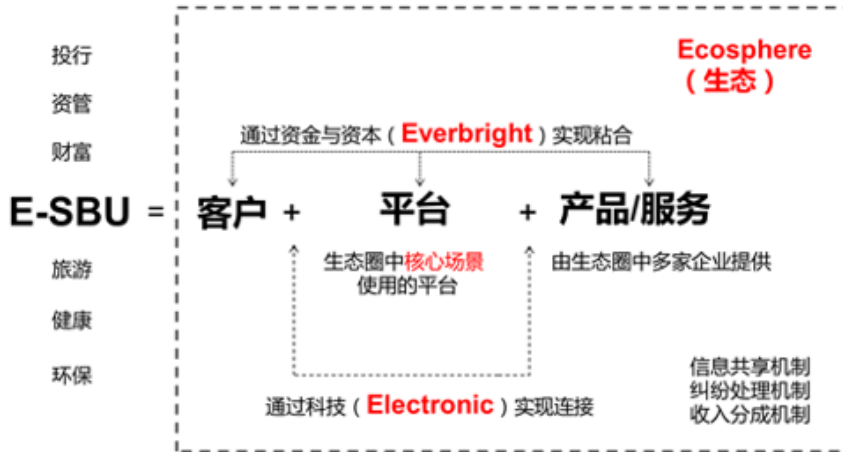 投行
资管
财富
E-SBU =
旅游
健康
环保
Ecosphere
（生态）
通过资金与资本（Everbright）实现粘合
客户 + 平台 + 产品/服务
生态圈中核心场景
使用的平台
由生态圈中多家企业提供
通过科技（Electronic）实现连接
信息共享机制
纠纷处理机制
收入分成机制